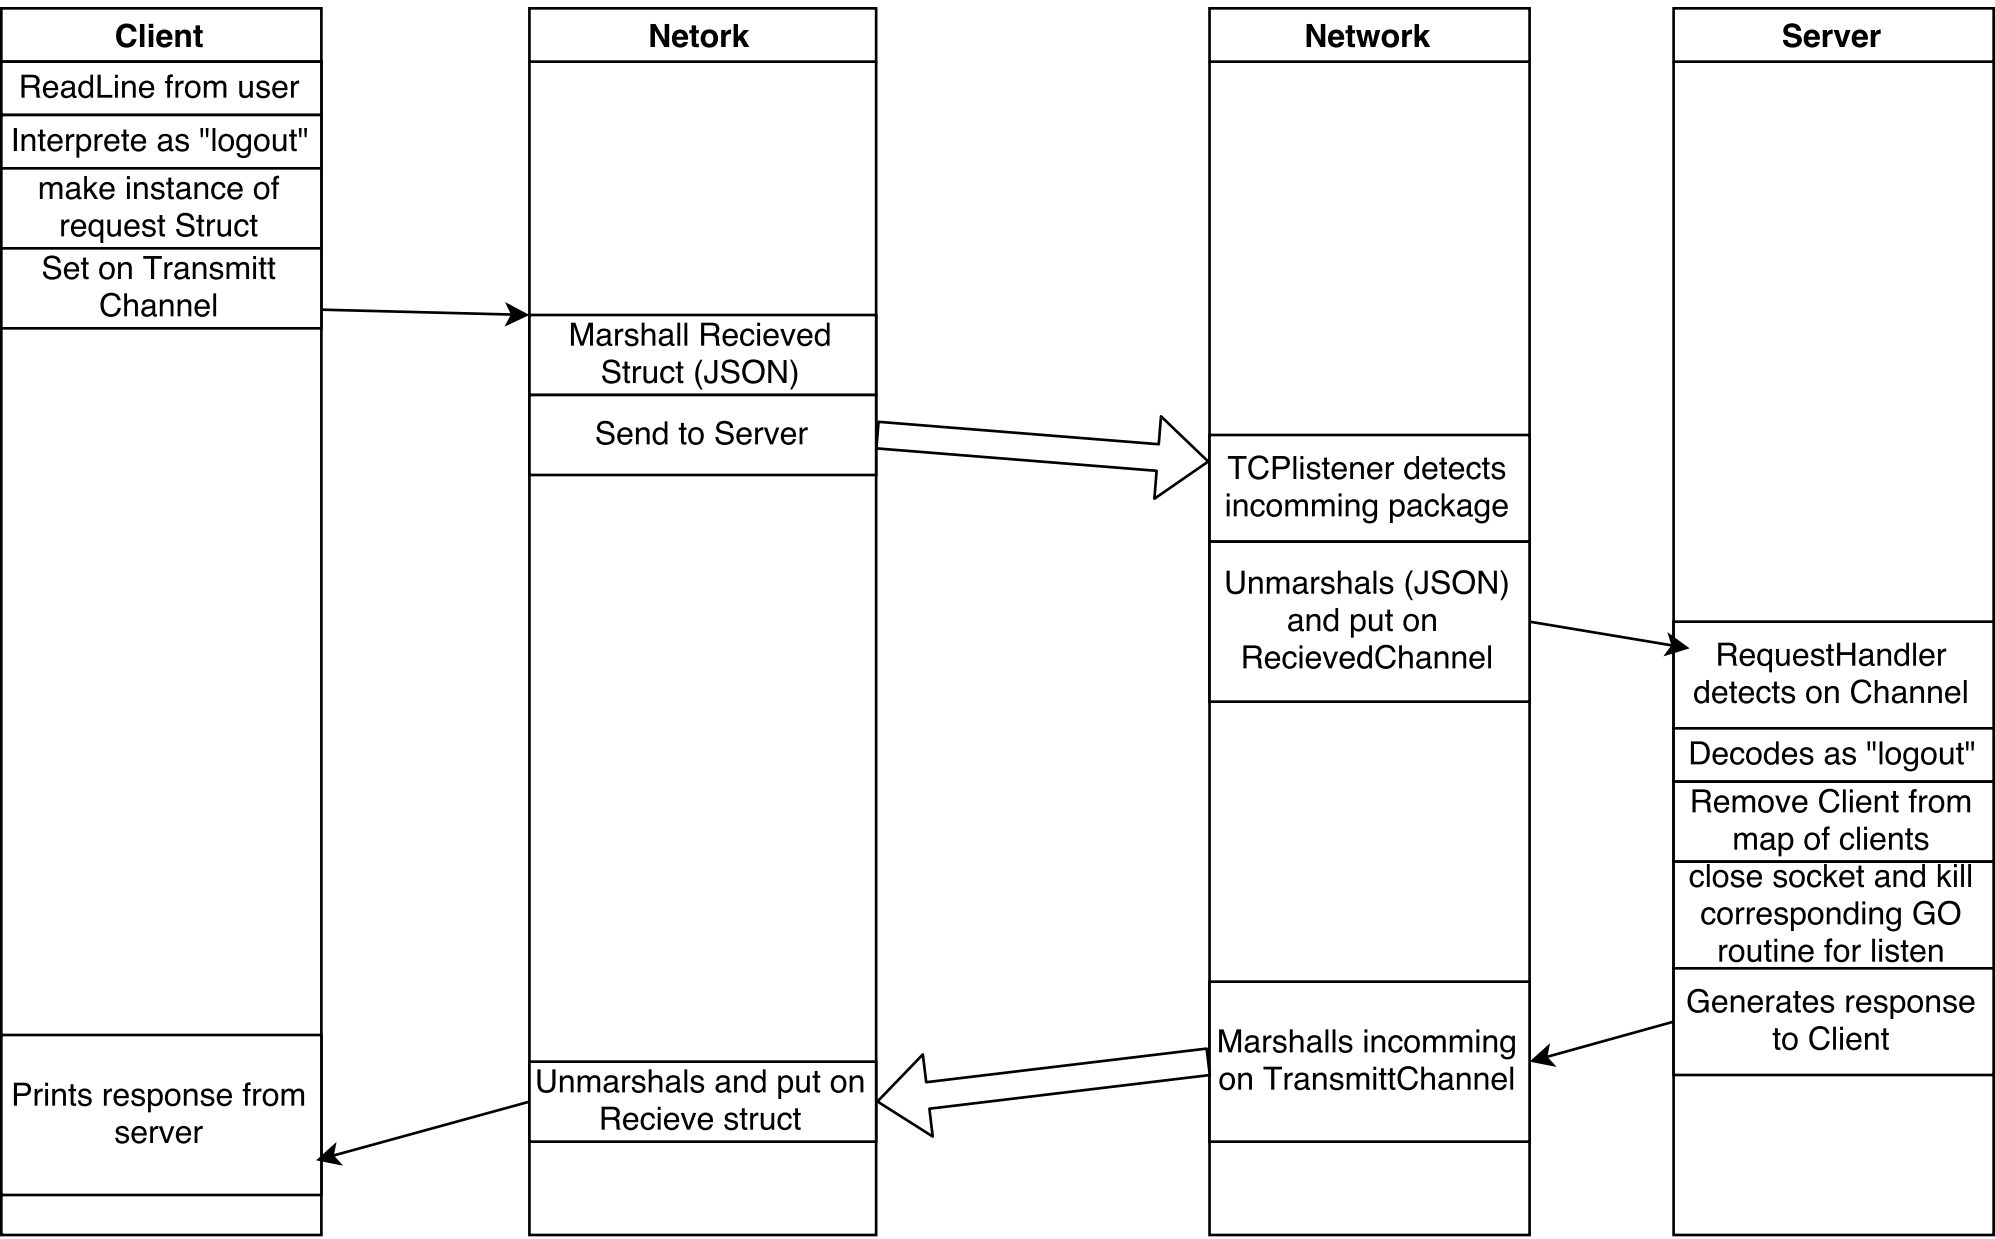 Client
ReadLine from user
Interprete as "logout"
make instance of
request Struct
Set on Transmitt
Channel
Prints response from
server
Netork
Marshall Recieved
Struct (JSON)
Send to Server
Unmarshals and put on
Recieve struct
Network
TCPlistener detects
incomming package
Unmarshals (JSON)
and put on
RecievedChannel
Marshalls incomming
on TransmittChannel
Server
RequestHandler
detects on Channel
Decodes as "logout"
Remove Client from
map of clients
close socket and kill
corresponding GO
routine for listen
Generates response
to Client